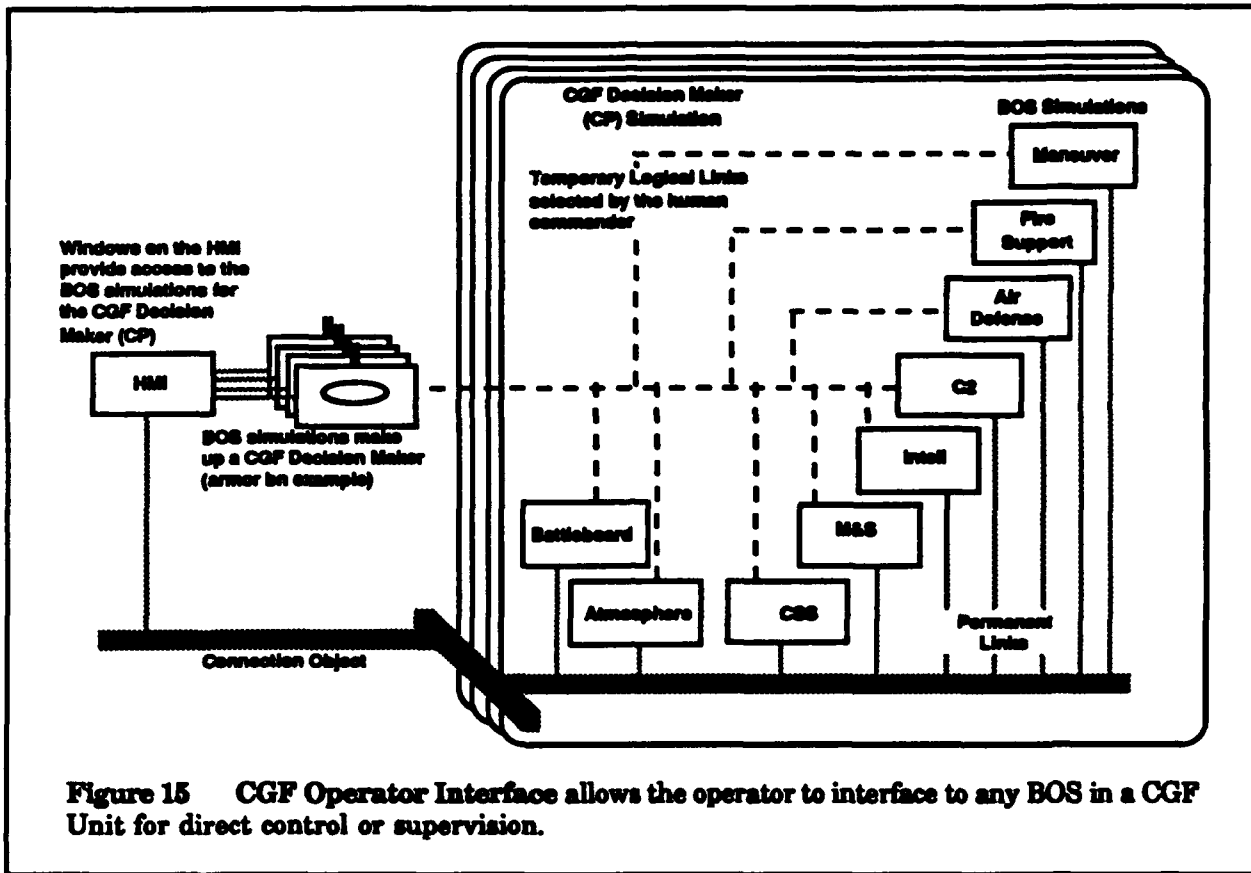 CGF Decision Maker
(CP) Simulation
BOS Simulations
Maneuver
Temporary Logical Links
selected by the human
commander
Fire
Support
Windows on the HMI
provide access to the
BOS simulations for
the CGF Decision
Maker (CP)
Air
Defense
HMI
C2
BOS simulations make
up a CGF Decision Maker
(armor bn example)
Intell
Battleboard
M&S
Atmosphere
CSS
Permanent
Links
Connection Object
Figure 15 CGF Operator Interface allows the operator to interface to any BOS in a CGF
Unit for direct control or supervision.